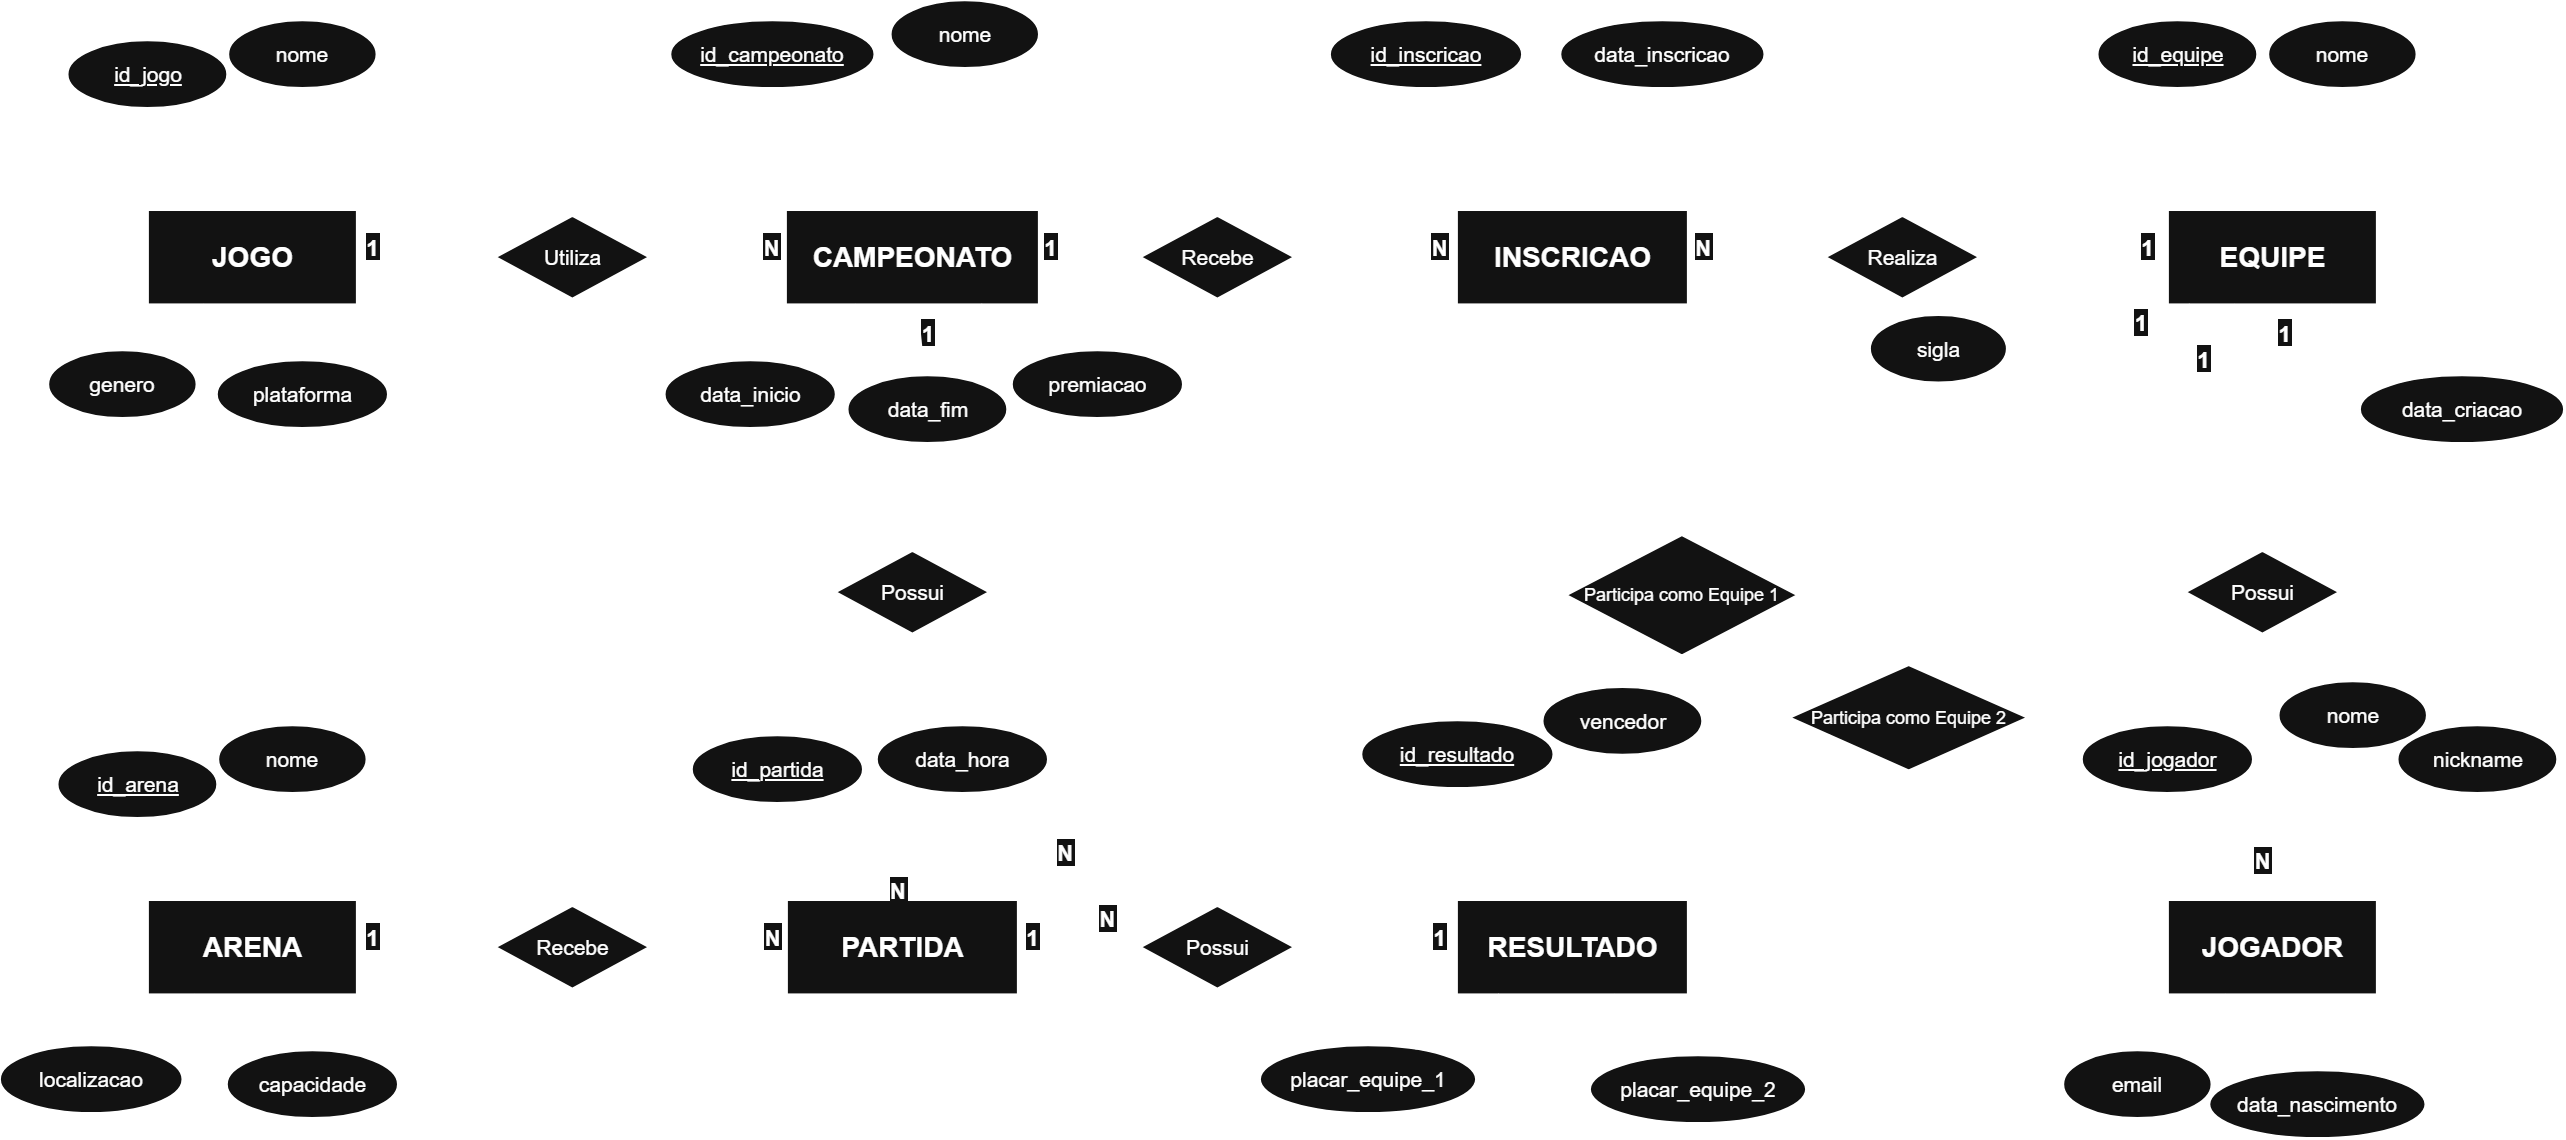 id_jogo
nome
id_campeonato
nome
id_inscricao
data_inscricao
id_equipe
nome
JOGO
1
Utiliza
N
CAMPEONATO
1
Recebe
N
INSCRICAO
N
Realiza
1
EQUIPE
1
1
1
1
sigla
genero
plataforma
data_inicio
data_fim
premiacao
data_criacao
Possui
Participa como Equipe 1
Possui
Participa como Equipe 2
id_arena
nome
id_partida
data_hora
id_resultado
vencedor
id_jogador
nome
nickname
N
N
N
N
ARENA
1
Recebe
N
PARTIDA
1
Possui
1
RESULTADO
JOGADOR
localizacao
capacidade
placar_equipe_1
placar_equipe_2
email
data_nascimento